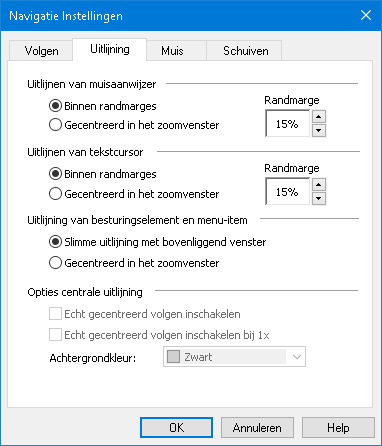 Navigatie Instellingen
Volgen
Uitlijning
Muis
Schuiven
Uitlijnen van muisaanwijzer
Binnen randmarges
Gecentreerd in het zoomvenster
Randmarge
15%
Uitlijnen van tekstcursor
Binnen randmarges
Gecentreerd in het zoomvenster
Randmarge
15%
Uitlijning van besturingselement en menu-item
Slimme uitlijning met bovenliggend venster
Gecentreerd in het zoomvenster
Opties centrale uitlijning
Echt gecentreerd volgen inschakelen
Echt gecentreerd volgen inschakelen bij 1x
Achtergrondkleur:
Zwart
OK
Annuleren
Help